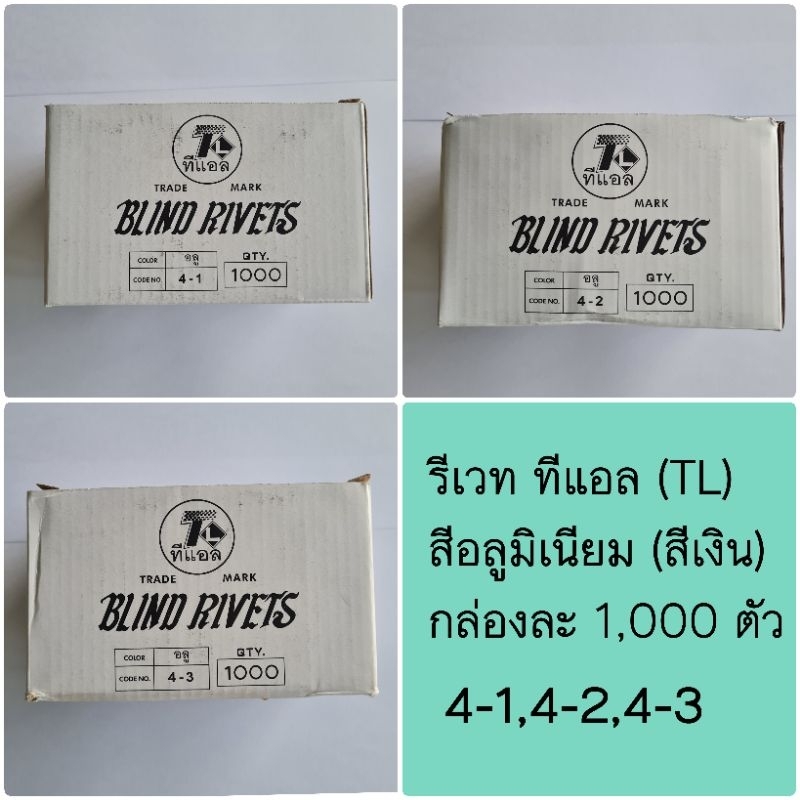 TL
ทีแอล
TRADE MARK
BLIND RIVETS
COLOR อลู QTY.
CODE NO. 4-1 1000
TL
ทีแอล
TRADE MARK
BLIND RIVETS
COLOR อลู QTY.
CODE NO. 4-2 1000
TL
ทีแอล
TRADE MARK
BLIND RIVETS
COLOR อลู QTY.
CODE NO. 4-3 1000
รีเวท ทีแอล (TL)
สีอลูมิเนียม (สีเงิน)
กล่องละ 1,000 ตัว
4-1,4-2,4-3